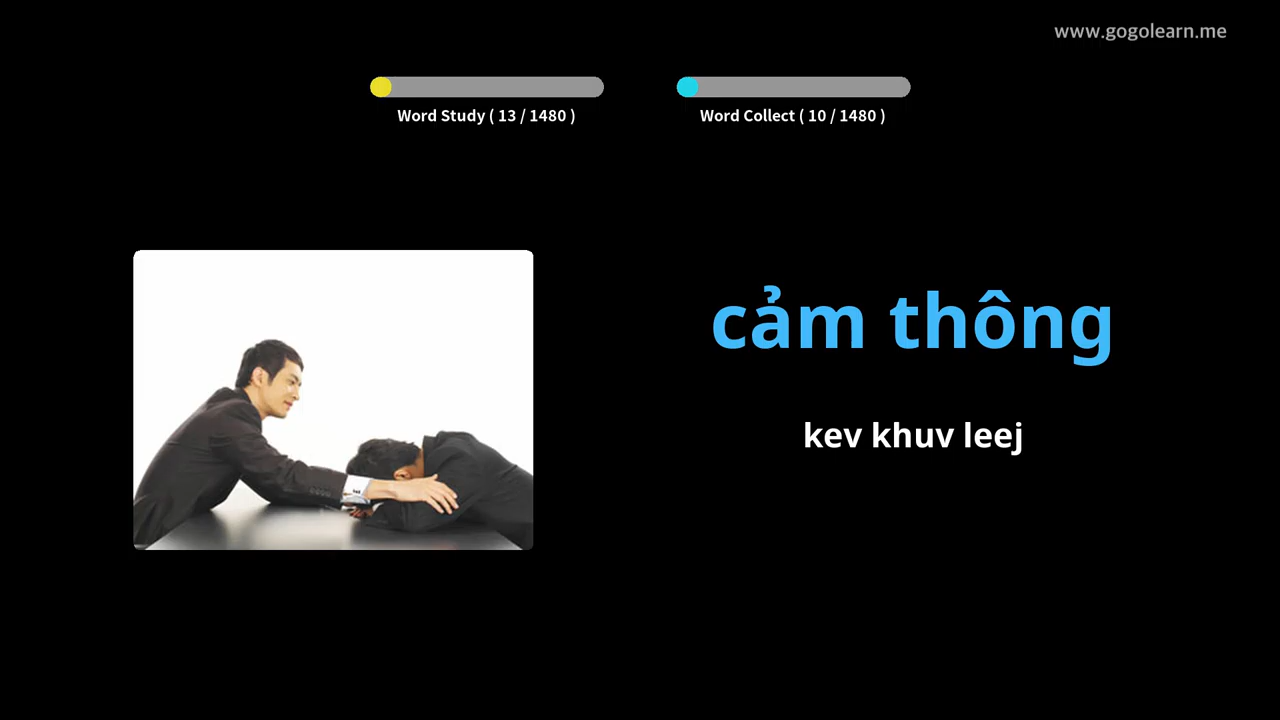 www.gogolearn.me
Word Study ( 13 / 1480 )
Word Collect ( 10 / 1480 )
cảm thông
kev khuv leej